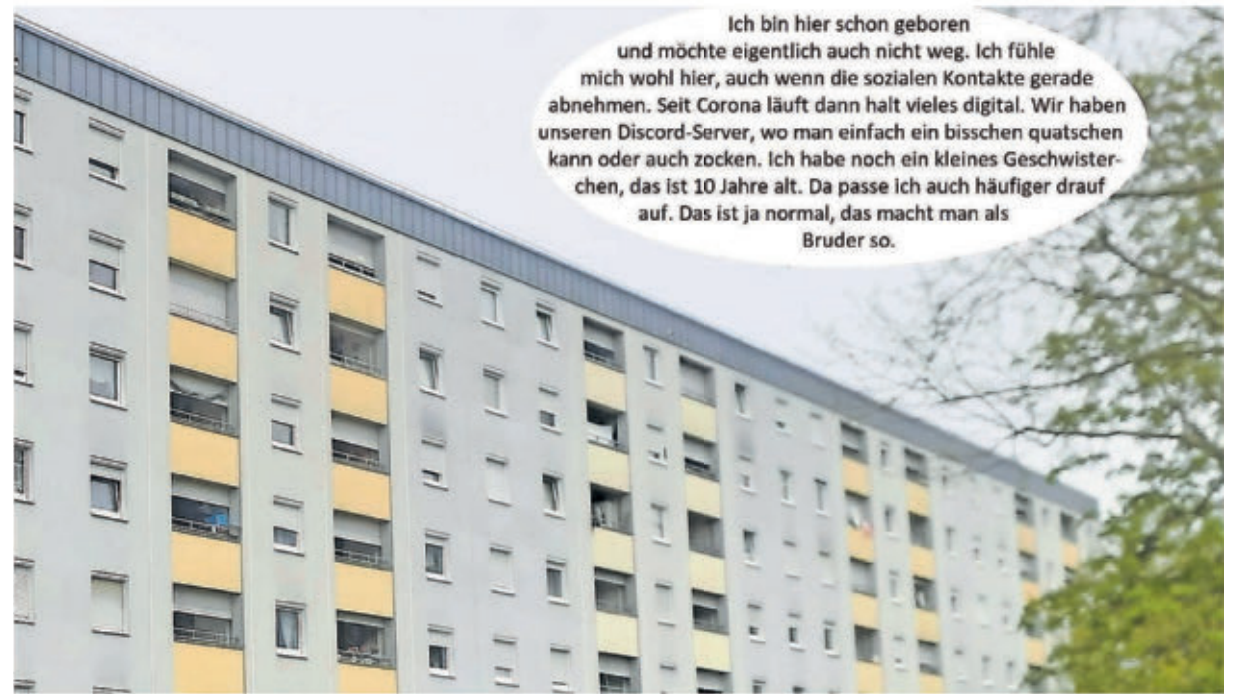 Ich bin hier schon geboren
und möchte eigentlich auch nicht weg. Ich fühle
mich wohl hier, auch wenn die sozialen Kontakte gerade
abnehmen. Seit Corona läuft dann halt vieles digital. Wir haben
unseren Discord-Server, wo man einfach ein bisschen quatschen
kann oder auch zocken. Ich habe noch ein kleines Geschwister-
chen, das ist 10 Jahre alt. Da passe ich auch häufiger drauf
auf. Das ist ja normal, das macht man als
Bruder so.